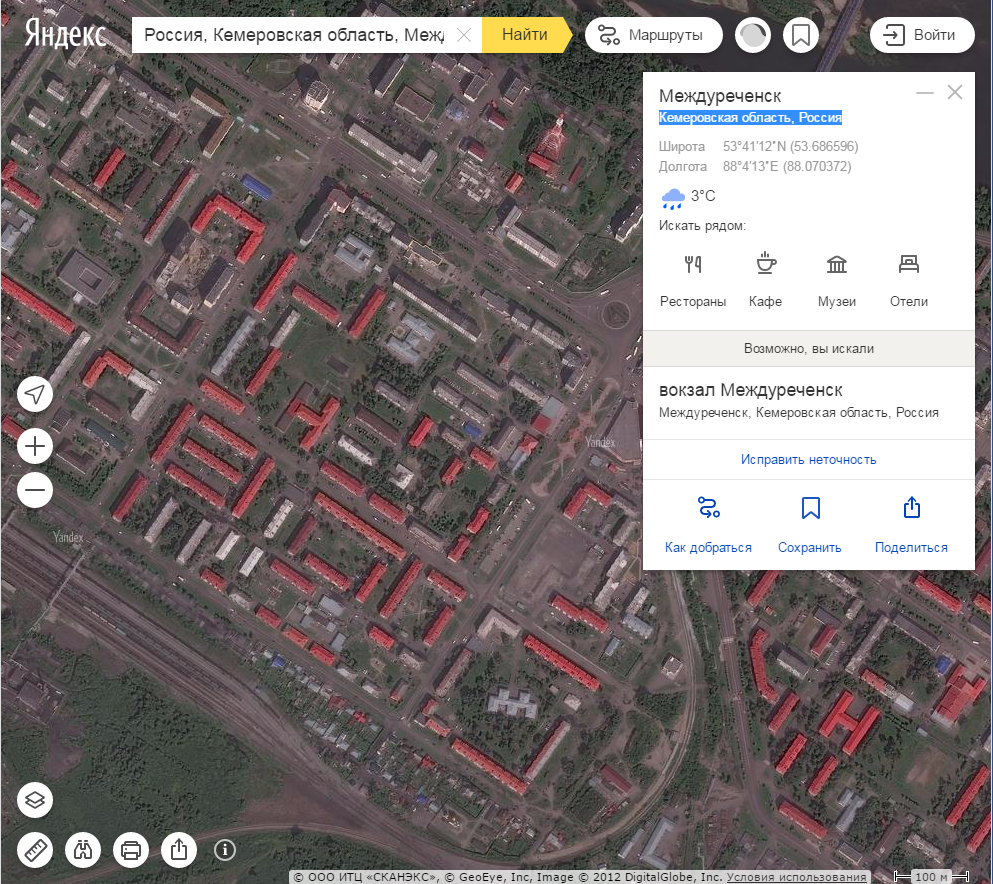 Яндекс
Россия, Кемеровская область, Межд
Найти
Маршруты
Войти
Междуреченск
Кемеровская область, Россия
Широта 53°41′12″N (53.686596)
Долгота 88°4′13″E (88.070372)
3°C
Искать рядом:
Рестораны Кафе Музеи Отели
Возможно, вы искали
вокзал Междуреченск
Междуреченск, Кемеровская область, Россия
Исправить неточность
Как добраться Сохранить Поделиться
Yandex
Yandex
© ООО ИТЦ «СКАНЭКС», © GeoEye, Inc, Image © 2012 DigitalGlobe, Inc. Условия использования
100 м